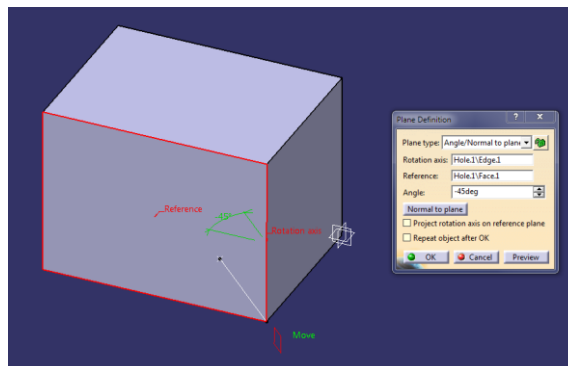 Plane Definition
Plane type: Angle/Normal to plane
Rotation axis: Hole.1\Edge.1
Reference: Hole.1\Face.1
Angle: -45deg
Normal to plane
Project rotation axis on reference plane
Repeat object after OK
OK Cancel Preview
Reference
-45°
Rotation axis
Move